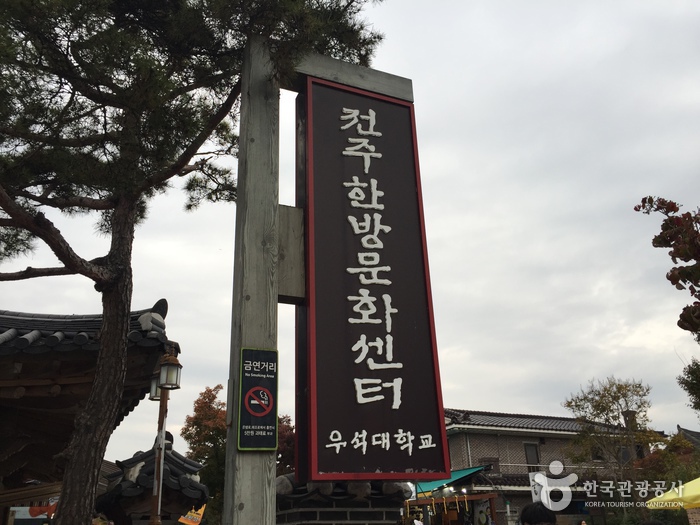 전주한방문화센터
우석대학교
금연거리
No Smoking Area
한국관광공사
KOREA TOURISM ORGANIZATION